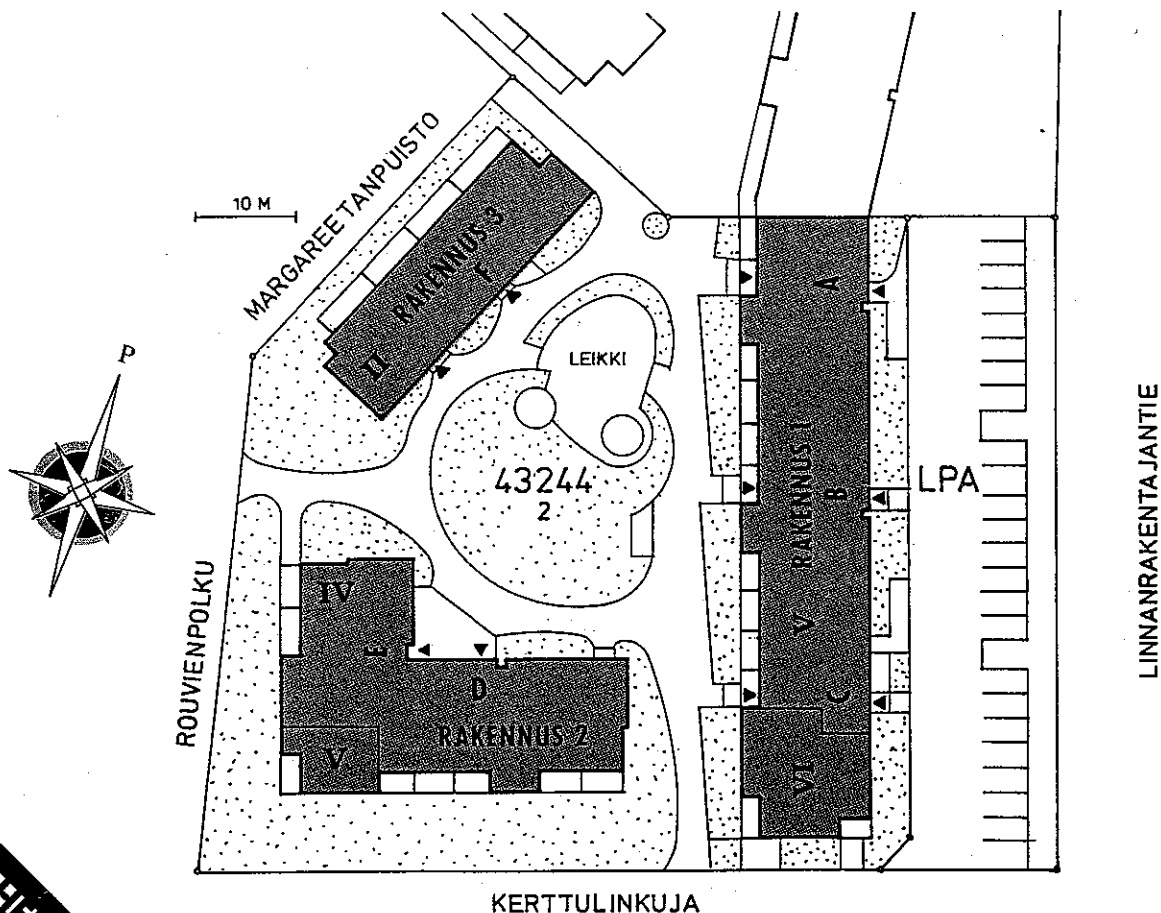 MARGAREETANPUISTO
10 M
P
RAKENNUS 3
F
II
LEIKKI
A
43244
2
RAKENNUS 1
B
V
C
VI
LPA
LINNANRAKENTAJANTIE
ROUVIENPOLKU
IV
E
D
RAKENNUS 2
V
KERTTULINKUJA